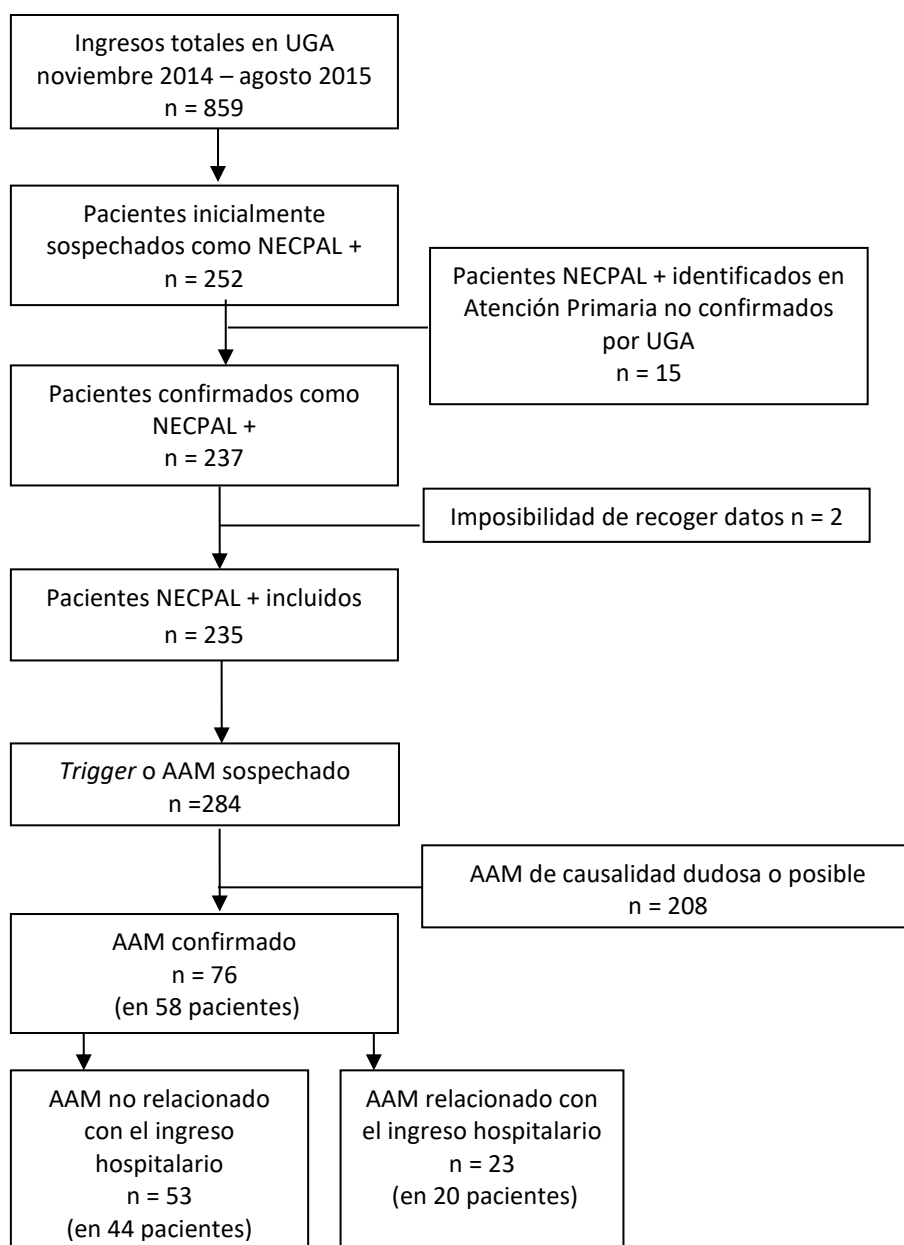 Ingresos totales en UGA
noviembre 2014 – agosto 2015
n = 859
Pacientes inicialmente
sospechados como NECPAL +
n = 252
Pacientes NECPAL + identificados en
Atención Primaria no confirmados
por UGA
n = 15
Pacientes confirmados como
NECPAL +
n = 237
Imposibilidad de recoger datos n = 2
Pacientes NECPAL + incluidos
n = 235
Trigger o AAM sospechado
n =284
AAM de causalidad dudosa o posible
n = 208
AAM confirmado
n = 76
(en 58 pacientes)
AAM no relacionado
con el ingreso
hospitalario
n = 53
(en 44 pacientes)
AAM relacionado con
el ingreso hospitalario
n = 23
(en 20 pacientes)